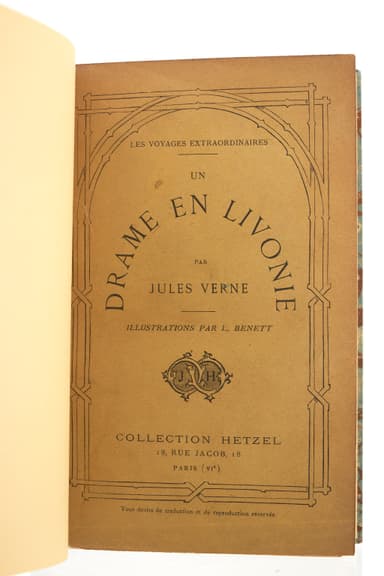 LES VOYAGES EXTRAORDINAIRES
UN
DRAME EN LIVONIE
PAR
JULES VERNE
ILLUSTRATIONS PAR L. BENETT
J H
COLLECTION HETZEL
18, RUE JACOB, 18
PARIS (VIe)
Tous droits de traduction et de reproduction réservés.